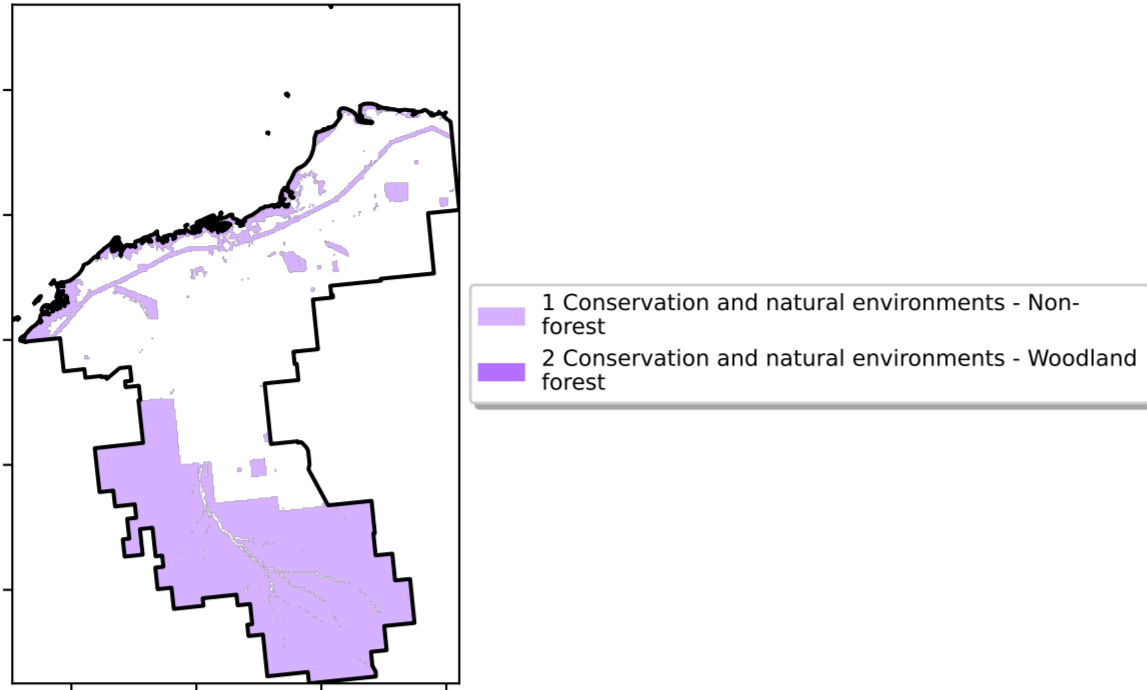 1 Conservation and natural environments - Non-
forest
2 Conservation and natural environments - Woodland
forest